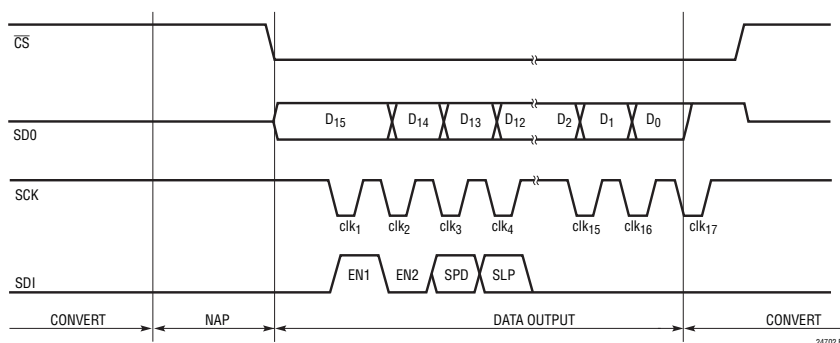 CS
D15 D14 D13 D12 D2 D1 D0
SD0
SCK
clk1 clk2 clk3 clk4 clk15 clk16 clk17
EN1 EN2 SPD SLP
SDI
CONVERT NAP DATA OUTPUT CONVERT